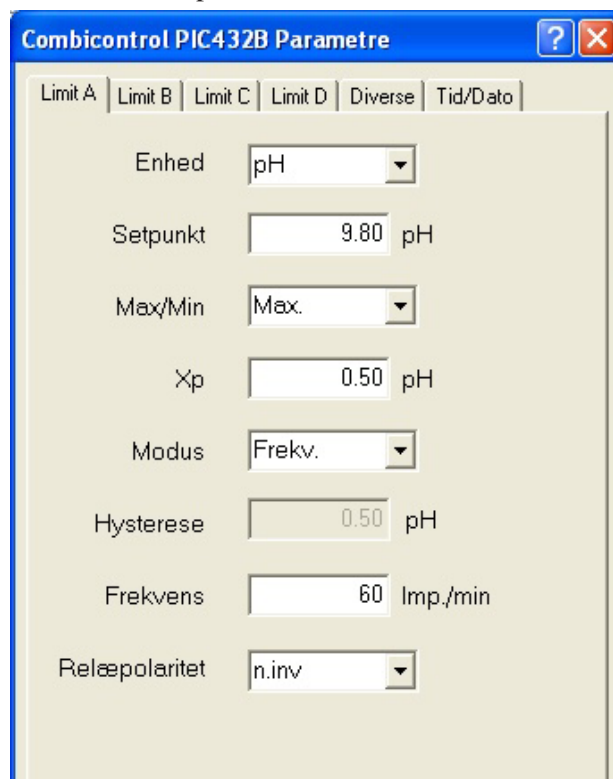 Combicontrol PIC432B Parametre ?
Limit A Limit B Limit C Limit D Diverse Tid/Dato
Enhed pH
Setpunkt 9.80 pH
Max/Min Max.
Xp 0.50 pH
Modus Frekv.
Hysterese 0.50 pH
Frekvens 60 Imp./min
Relæpolaritet n.inv